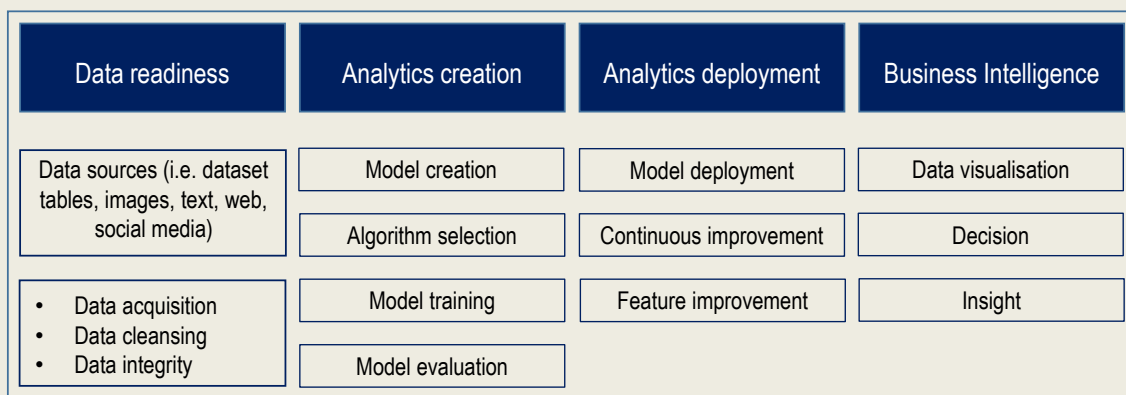 Data readiness
Analytics creation
Analytics deployment
Business Intelligence
Data sources (i.e. dataset
tables, images, text, web,
social media)
• Data acquisition
• Data cleansing
• Data integrity
Model creation
Algorithm selection
Model training
Model evaluation
Model deployment
Continuous improvement
Feature improvement
Data visualisation
Decision
Insight